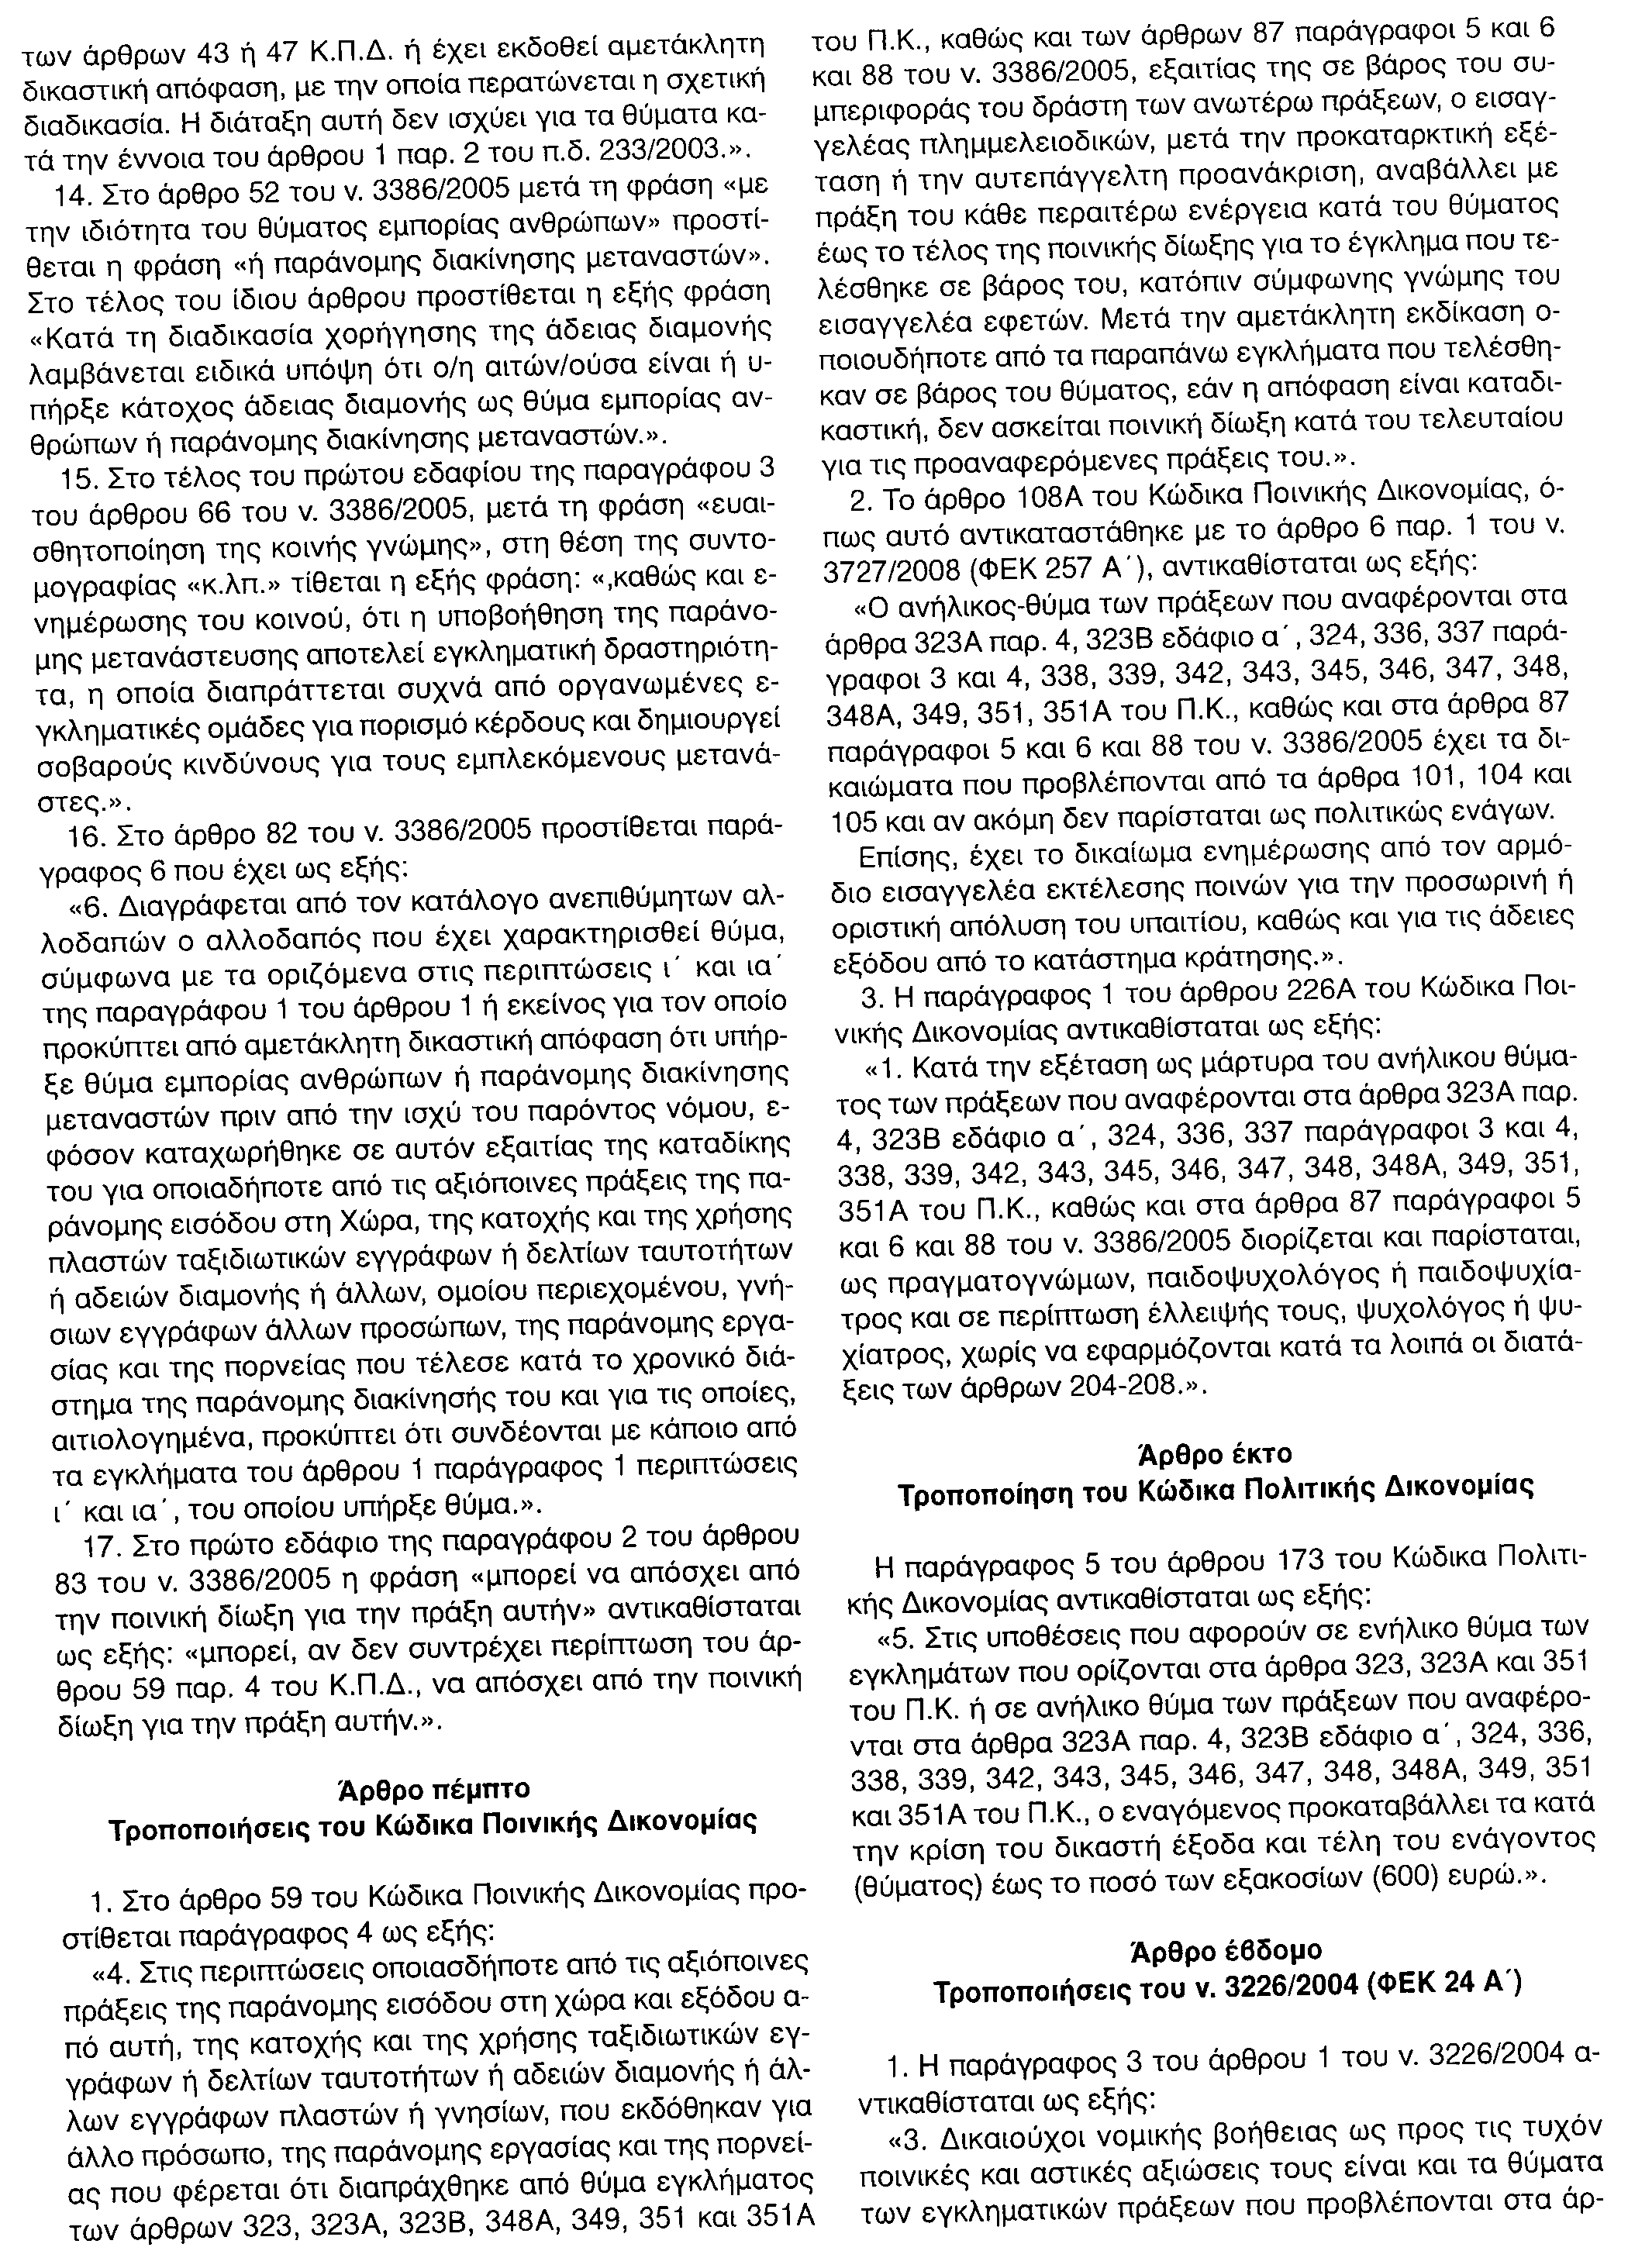 των άρθρων 43 ή 47 Κ.Π.Δ. ή έχει εκδοθεί αμετάκλητη
δικαστική απόφαση, με την οποία περατώνεται η σχετική
διαδικασία. Η διάταξη αυτή δεν ισχύει για τα θύματα κα-
τά την έννοια του άρθρου 1 παρ. 2 του π.δ. 233/2003.».
14. Στο άρθρο 52 του ν. 3386/2005 μετά τη φράση «με
την ιδιότητα του θύματος εμπορίας ανθρώπων» προστί-
θεται η φράση «ή παράνομης διακίνησης μεταναστών».
Στο τέλος του ίδιου άρθρου προστίθεται η εξής φράση
«Κατά τη διαδικασία χορήγησης της άδειας διαμονής
λαμβάνεται ειδικά υπόψη ότι ο/η αιτών/ούσα είναι ή υ-
πήρξε κάτοχος άδειας διαμονής ως θύμα εμπορίας αν-
θρώπων ή παράνομης διακίνησης μεταναστών.».
15. Στο τέλος του πρώτου εδαφίου της παραγράφου 3
του άρθρου 66 του ν. 3386/2005, μετά τη φράση «ευαι-
σθητοποίηση της κοινής γνώμης», στη θέση της συντο-
μογραφίας «κ.λπ.» τίθεται η εξής φράση: «,καθώς και ε-
νημέρωσης του κοινού, ότι η υποβοήθηση της παράνο-
μης μετανάστευσης αποτελεί εγκληματική δραστηριότη-
τα, η οποία διαπράττεται συχνά από οργανωμένες ε-
γκληματικές ομάδες για πορισμό κέρδους και δημιουργεί
σοβαρούς κινδύνους για τους εμπλεκόμενους μετανά-
στες.».
16. Στο άρθρο 82 του ν. 3386/2005 προστίθεται παρά-
γραφος 6 που έχει ως εξής:
«6. Διαγράφεται από τον κατάλογο ανεπιθύμητων αλ-
λοδαπών ο αλλοδαπός που έχει χαρακτηρισθεί θύμα,
σύμφωνα με τα οριζόμενα στις περιπτώσεις ι΄ και ια΄
της παραγράφου 1 του άρθρου 1 ή εκείνος για τον οποίο
προκύπτει από αμετάκλητη δικαστική απόφαση ότι υπήρ-
ξε θύμα εμπορίας ανθρώπων ή παράνομης διακίνησης
μεταναστών πριν από την ισχύ του παρόντος νόμου, ε-
φόσον καταχωρήθηκε σε αυτόν εξαιτίας της καταδίκης
του για οποιαδήποτε από τις αξιόποινες πράξεις της πα-
ράνομης εισόδου στη Χώρα, της κατοχής και της χρήσης
πλαστών ταξιδιωτικών εγγράφων ή δελτίων ταυτοτήτων
ή αδειών διαμονής ή άλλων, ομοίου περιεχομένου, γνή-
σιων εγγράφων άλλων προσώπων, της παράνομης εργα-
σίας και της πορνείας που τέλεσε κατά το χρονικό διά-
στημα της παράνομης διακίνησής του και για τις οποίες,
αιτιολογημένα, προκύπτει ότι συνδέονται με κάποιο από
τα εγκλήματα του άρθρου 1 παράγραφος 1 περιπτώσεις
ι΄ και ια΄, του οποίου υπήρξε θύμα.».
17. Στο πρώτο εδάφιο της παραγράφου 2 του άρθρου
83 του ν. 3386/2005 η φράση «μπορεί να απόσχει από
την ποινική δίωξη για την πράξη αυτήν» αντικαθίσταται
ως εξής: «μπορεί, αν δεν συντρέχει περίπτωση του άρ-
θρου 59 παρ. 4 του Κ.Π.Δ., να απόσχει από την ποινική
δίωξη για την πράξη αυτήν.».
Άρθρο πέμπτο
Τροποποιήσεις του Κώδικα Ποινικής Δικονομίας
1. Στο άρθρο 59 του Κώδικα Ποινικής Δικονομίας προ-
στίθεται παράγραφος 4 ως εξής:
«4. Στις περιπτώσεις οποιασδήποτε από τις αξιόποινες
πράξεις της παράνομης εισόδου στη χώρα και εξόδου α-
πό αυτή, της κατοχής και της χρήσης ταξιδιωτικών εγ-
γράφων ή δελτίων ταυτοτήτων ή αδειών διαμονής ή άλ-
λων εγγράφων πλαστών ή γνησίων, που εκδόθηκαν για
άλλο πρόσωπο, της παράνομης εργασίας και της πορνεί-
ας που φέρεται ότι διαπράχθηκε από θύμα εγκλήματος
των άρθρων 323, 323Α, 323Β, 348Α, 349, 351 και 351Α
του Π.Κ., καθώς και των άρθρων 87 παράγραφοι 5 και 6
και 88 του ν. 3386/2005, εξαιτίας της σε βάρος του συ-
μπεριφοράς του δράστη των ανωτέρω πράξεων, ο εισαγ-
γελέας πλημμελειοδικών, μετά την προκαταρκτική εξέ-
ταση ή την αυτεπάγγελτη προανάκριση, αναβάλλει με
πράξη του κάθε περαιτέρω ενέργεια κατά του θύματος
έως το τέλος της ποινικής δίωξης για το έγκλημα που τε-
λέσθηκε σε βάρος του, κατόπιν σύμφωνης γνώμης του
εισαγγελέα εφετών. Μετά την αμετάκλητη εκδίκαση ο-
ποιουδήποτε από τα παραπάνω εγκλήματα που τελέσθη-
καν σε βάρος του θύματος, εάν η απόφαση είναι καταδι-
καστική, δεν ασκείται ποινική δίωξη κατά του τελευταίου
για τις προαναφερόμενες πράξεις του.».
2. Το άρθρο 108Α του Κώδικα Ποινικής Δικονομίας, ό-
πως αυτό αντικαταστάθηκε με το άρθρο 6 παρ. 1 του ν.
3727/2008 (ΦΕΚ 257 Α΄), αντικαθίσταται ως εξής:
«Ο ανήλικος-θύμα των πράξεων που αναφέρονται στα
άρθρα 323Α παρ. 4, 323Β εδάφιο α΄, 324, 336, 337 παρά-
γραφοι 3 και 4, 338, 339, 342, 343, 345, 346, 347, 348,
348Α, 349, 351, 351Α του Π.Κ., καθώς και στα άρθρα 87
παράγραφοι 5 και 6 και 88 του ν. 3386/2005 έχει τα δι-
καιώματα που προβλέπονται από τα άρθρα 101, 104 και
105 και αν ακόμη δεν παρίσταται ως πολιτικώς ενάγων.
Επίσης, έχει το δικαίωμα ενημέρωσης από τον αρμό-
διο εισαγγελέα εκτέλεσης ποινών για την προσωρινή ή
οριστική απόλυση του υπαιτίου, καθώς και για τις άδειες
εξόδου από το κατάστημα κράτησης.».
3. Η παράγραφος 1 του άρθρου 226Α του Κώδικα Ποι-
νικής Δικονομίας αντικαθίσταται ως εξής:
«1. Κατά την εξέταση ως μάρτυρα του ανήλικου θύμα-
τος των πράξεων που αναφέρονται στα άρθρα 323Α παρ.
4, 323Β εδάφιο α΄, 324, 336, 337 παράγραφοι 3 και 4,
338, 339, 342, 343, 345, 346, 347, 348, 348Α, 349, 351,
351Α του Π.Κ., καθώς και στα άρθρα 87 παράγραφοι 5
και 6 και 88 του ν. 3386/2005 διορίζεται και παρίσταται,
ως πραγματογνώμων, παιδοψυχολόγος ή παιδοψυχία-
τρος και σε περίπτωση έλλειψής τους, ψυχολόγος ή ψυ-
χίατρος, χωρίς να εφαρμόζονται κατά τα λοιπά οι διατά-
ξεις των άρθρων 204-208.».
Άρθρο έκτο
Τροποποίηση του Κώδικα Πολιτικής Δικονομίας
Η παράγραφος 5 του άρθρου 173 του Κώδικα Πολιτι-
κής Δικονομίας αντικαθίσταται ως εξής:
«5. Στις υποθέσεις που αφορούν σε ενήλικο θύμα των
εγκλημάτων που ορίζονται στα άρθρα 323, 323Α και 351
του Π.Κ. ή σε ανήλικο θύμα των πράξεων που αναφέρο-
νται στα άρθρα 323Α παρ. 4, 323Β εδάφιο α΄, 324, 336,
338, 339, 342, 343, 345, 346, 347, 348, 348Α, 349, 351
και 351Α του Π.Κ., ο εναγόμενος προκαταβάλλει τα κατά
την κρίση του δικαστή έξοδα και τέλη του ενάγοντος
(θύματος) έως το ποσό των εξακοσίων (600) ευρώ.».
Άρθρο έβδομο
Τροποποιήσεις του ν. 3226/2004 (ΦΕΚ 24 Α΄)
1. Η παράγραφος 3 του άρθρου 1 του ν. 3226/2004 α-
ντικαθίσταται ως εξής:
«3. Δικαιούχοι νομικής βοήθειας ως προς τις τυχόν
ποινικές και αστικές αξιώσεις τους είναι και τα θύματα
των εγκληματικών πράξεων που προβλέπονται στα άρ-